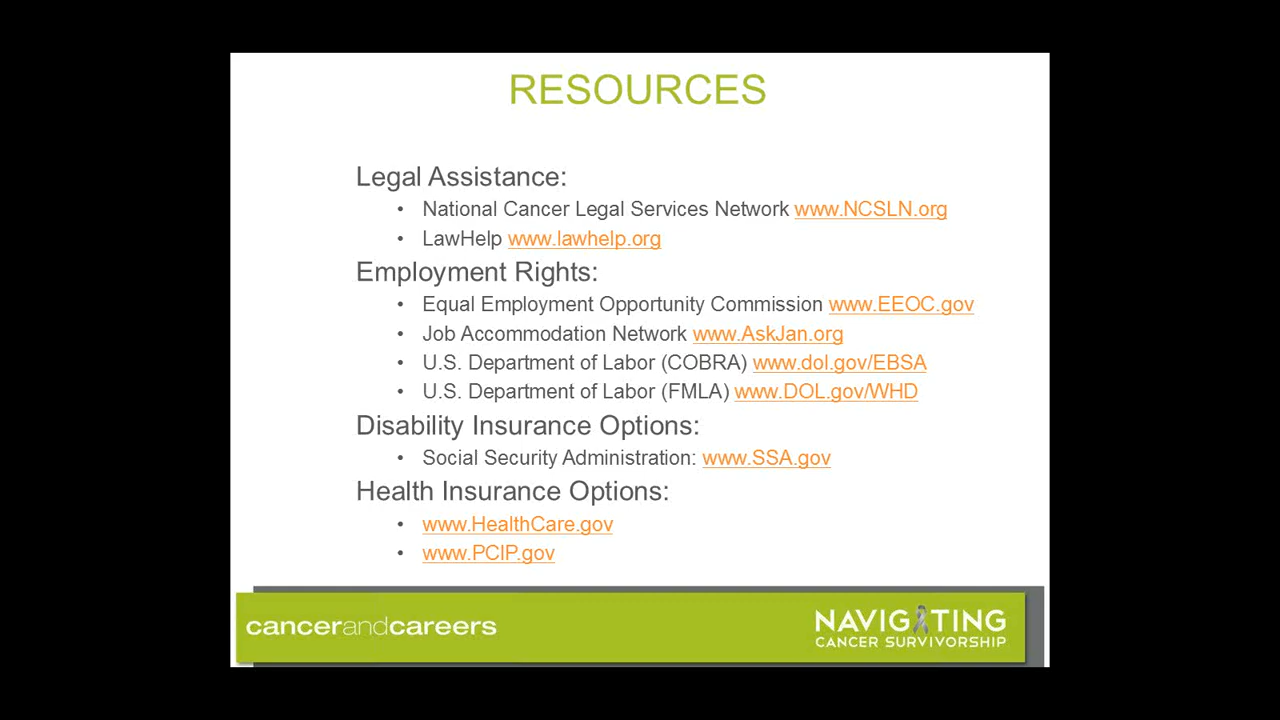 RESOURCES
Legal Assistance:
• National Cancer Legal Services Network www.NCSLN.org
• LawHelp www.lawhelp.org
Employment Rights:
• Equal Employment Opportunity Commission www.EEOC.gov
• Job Accommodation Network www.AskJan.org
• U.S. Department of Labor (COBRA) www.dol.gov/EBSA
• U.S. Department of Labor (FMLA) www.DOL.gov/WHD
Disability Insurance Options:
• Social Security Administration: www.SSA.gov
Health Insurance Options:
• www.HealthCare.gov
• www.PCIP.gov
cancerandcareers
NAVIGATING
CANCER SURVIVORSHIP